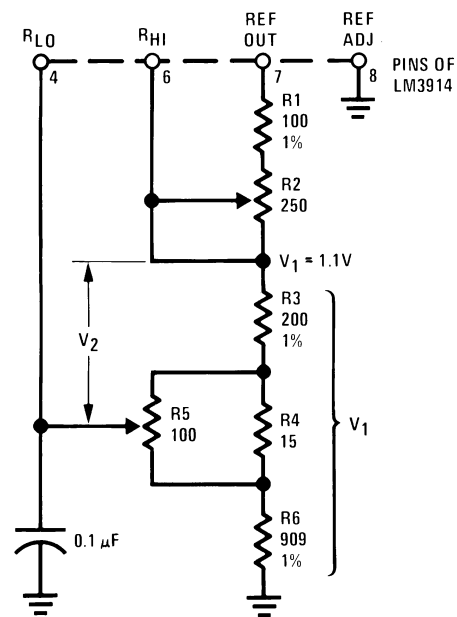 RLO
RHI
REF
OUT
REF
ADJ
4
6
7
8
PINS OF
LM3914
R1
100
1%
R2
250
V1 = 1.1V
R3
200
1%
V2
R5
100
R4
15
V1
R6
909
1%
0.1 μF